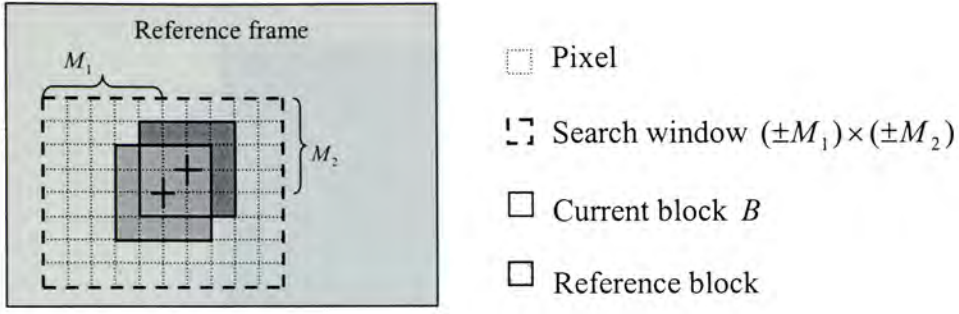 Reference frame
M₁
M₂
Pixel
Search window (±M₁)×(±M₂)
Current block B
Reference block